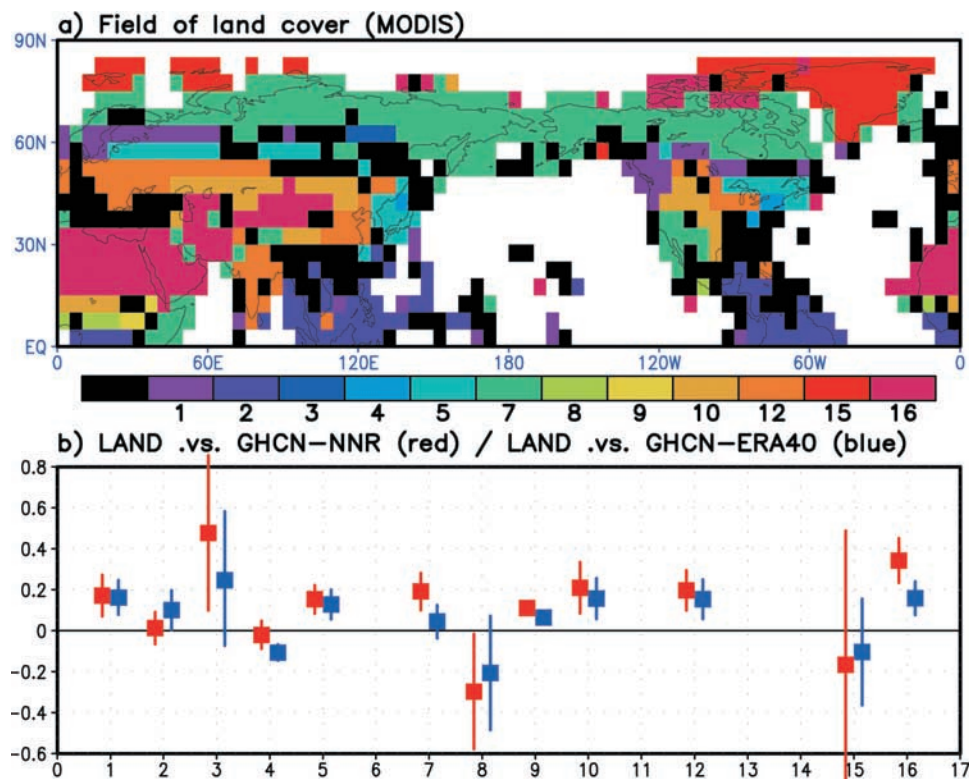 a) Field of land cover (MODIS)
90N
60N
30N
EQ
0 60E 120E 180 120W 60W 0
1 2 3 4 5 7 8 9 10 12 15 16
b) LAND .vs. GHCN-NNR (red) / LAND .vs. GHCN-ERA40 (blue)
0.8
0.6
0.4
0.2
0
-0.2
-0.4
-0.6
0 1 2 3 4 5 6 7 8 9 10 11 12 13 14 15 16 17